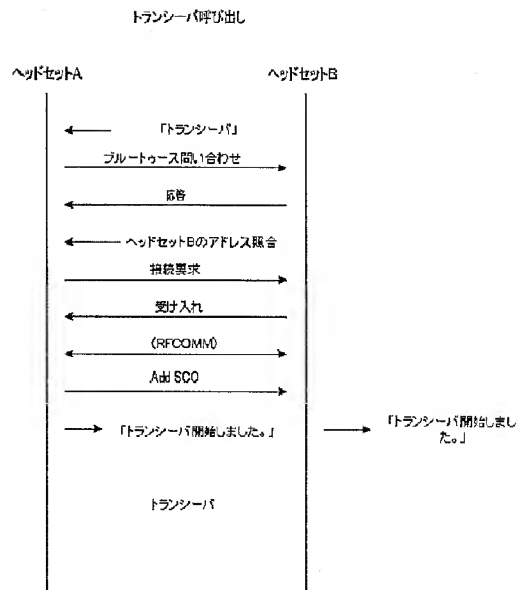 トランシーバ呼び出し
ヘッドセットA
ヘッドセットB
「トランシーバ」
ブルートゥース問い合わせ
応答
ヘッドセットBのアドレス照合
接続要求
受け入れ
(RFCOMM)
Add SCO
「トランシーバ開始しました。」
「トランシーバ開始しまし
た。」
トランシーバ